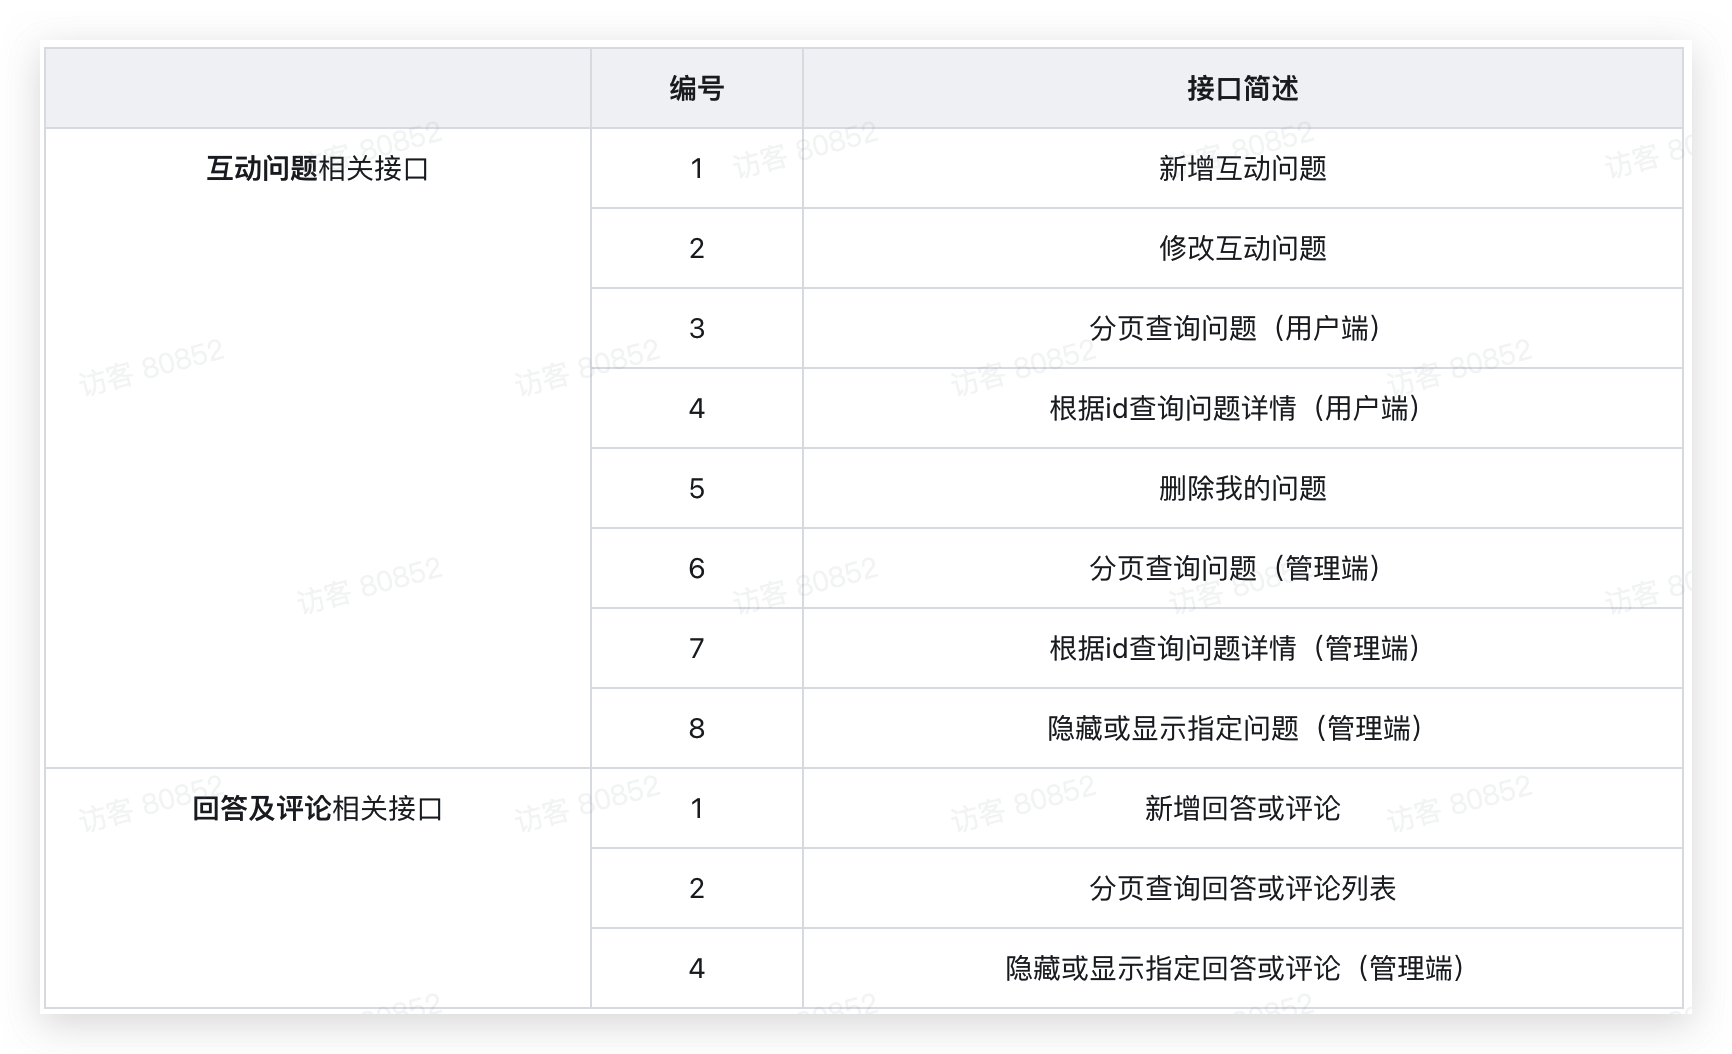 编号 接口简述
互动问题相关接口 1 新增互动问题
2 修改互动问题
3 分页查询问题（用户端）
4 根据id查询问题详情（用户端）
5 删除我的问题
6 分页查询问题（管理端）
7 根据id查询问题详情（管理端）
8 隐藏或显示指定问题（管理端）
回答及评论相关接口 1 新增回答或评论
2 分页查询回答或评论列表
4 隐藏或显示指定回答或评论（管理端）
访客 80852